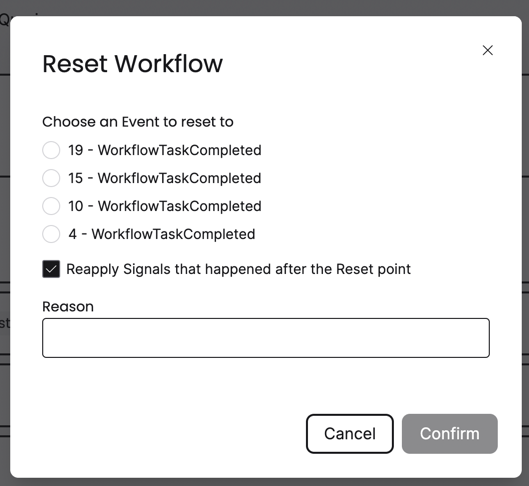 Reset Workflow
Choose an Event to reset to
19 - WorkflowTaskCompleted
15 - WorkflowTaskCompleted
10 - WorkflowTaskCompleted
4 - WorkflowTaskCompleted
Reapply Signals that happened after the Reset point
Reason
Cancel
Confirm